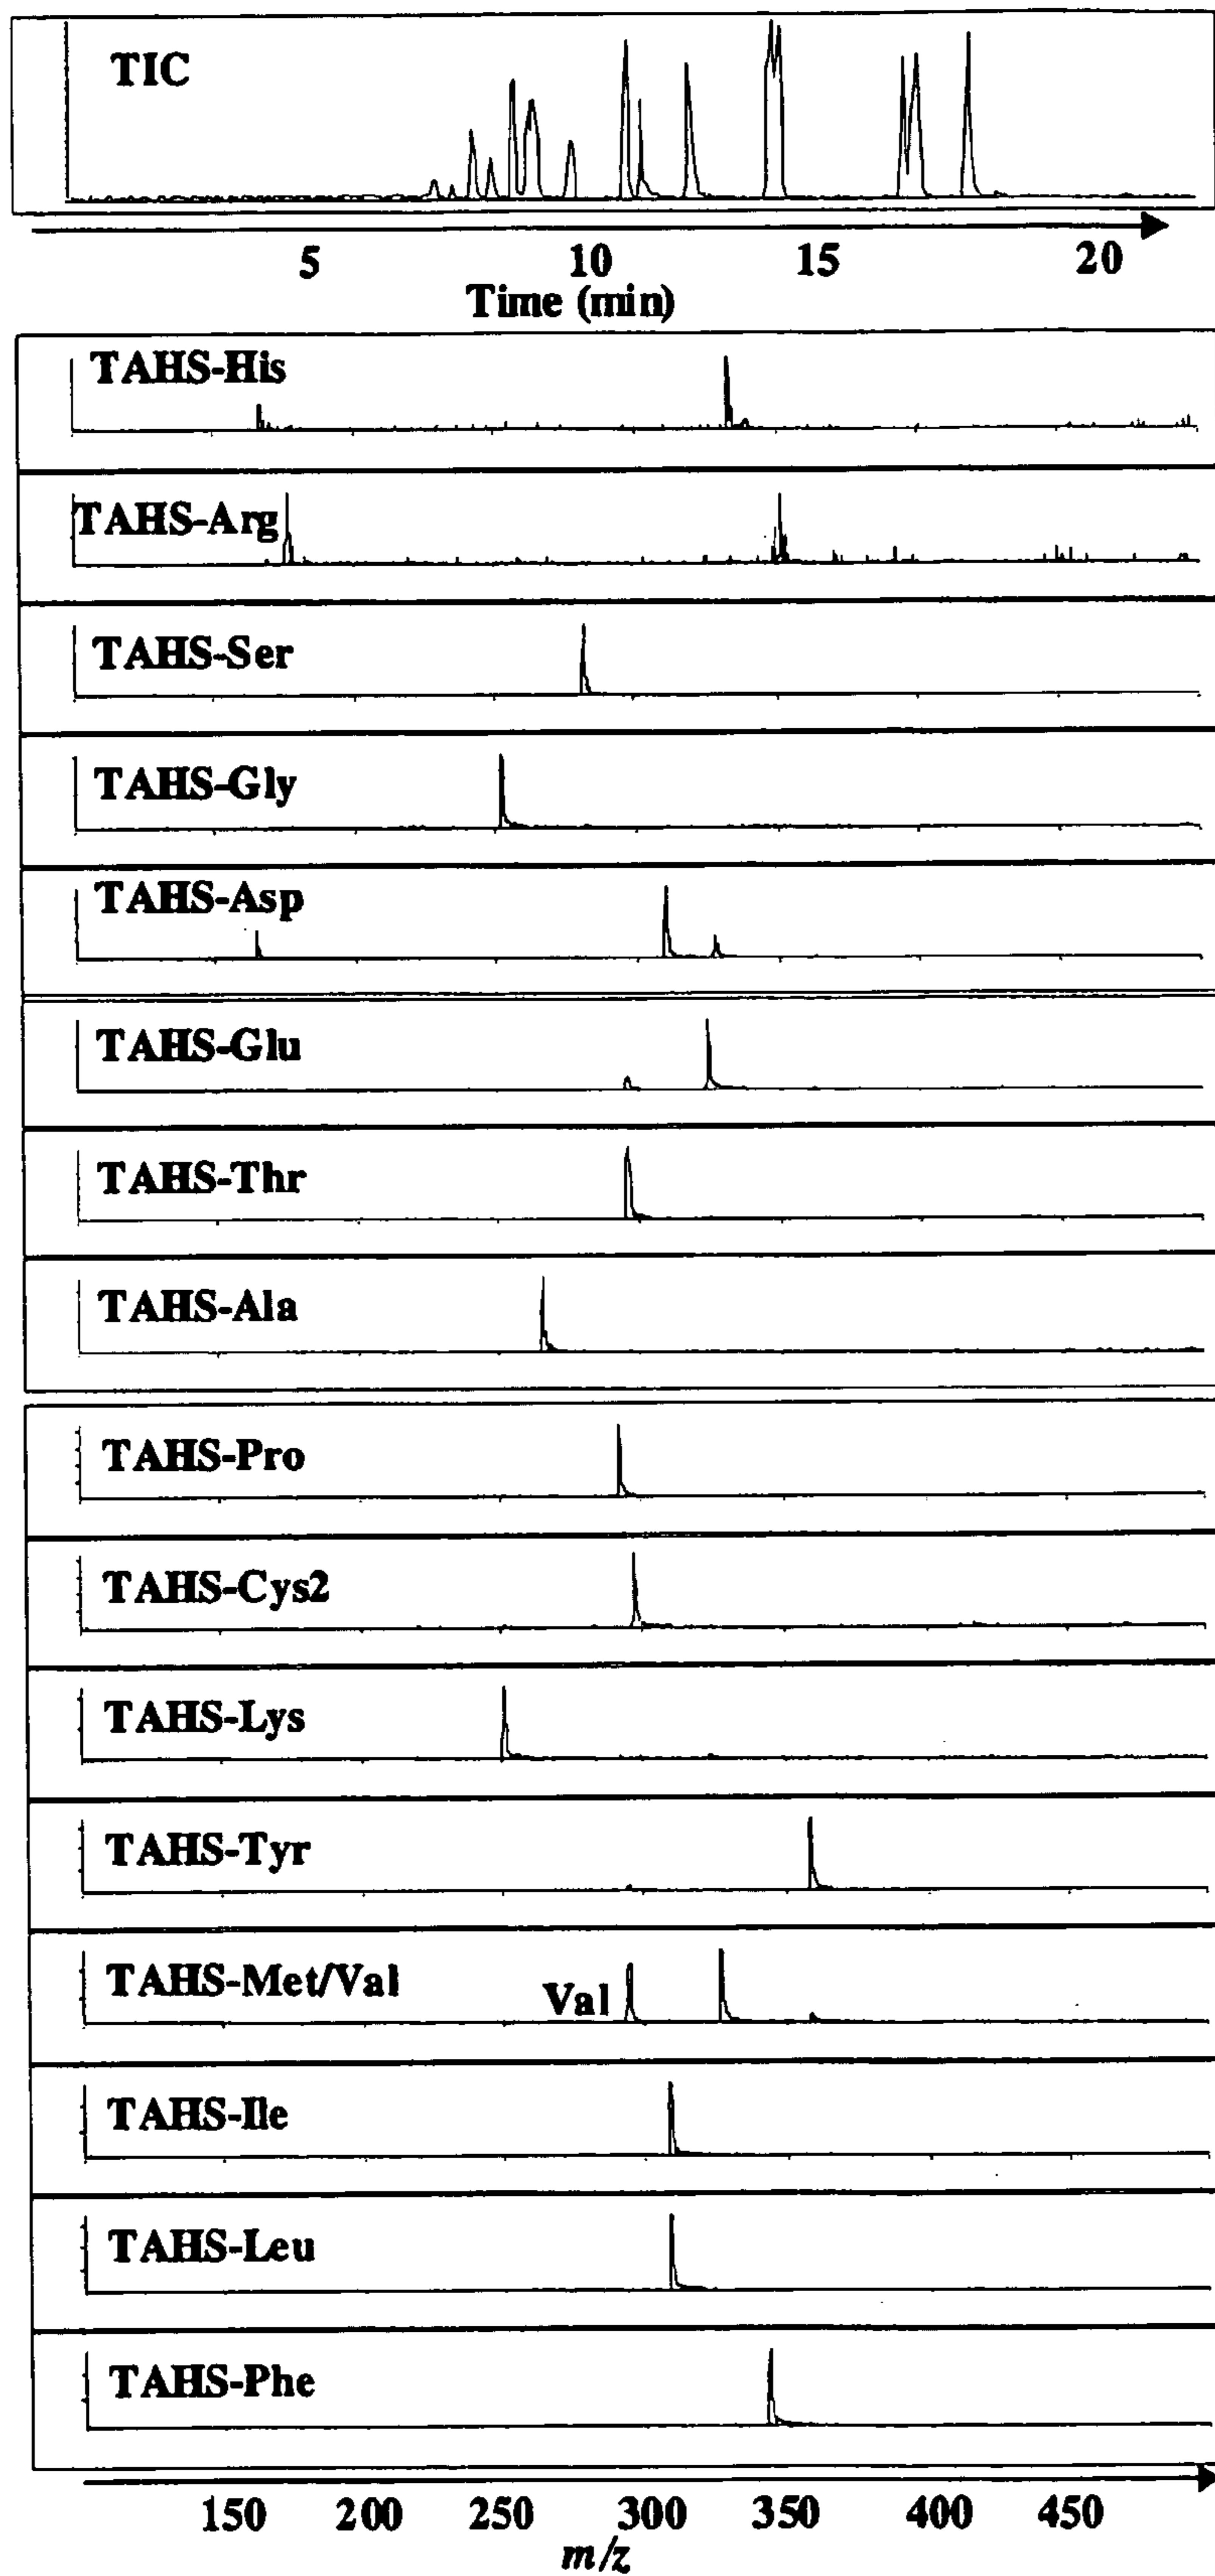 TIC
5 10 15 20
Time (min)
TAHS-His
TAHS-Arg
TAHS-Ser
TAHS-Gly
TAHS-Asp
TAHS-Glu
TAHS-Thr
TAHS-Ala
TAHS-Pro
TAHS-Cys2
TAHS-Lys
TAHS-Tyr
TAHS-Met/Val Val
TAHS-Ile
TAHS-Leu
TAHS-Phe
150 200 250 300 350 400 450
m/z